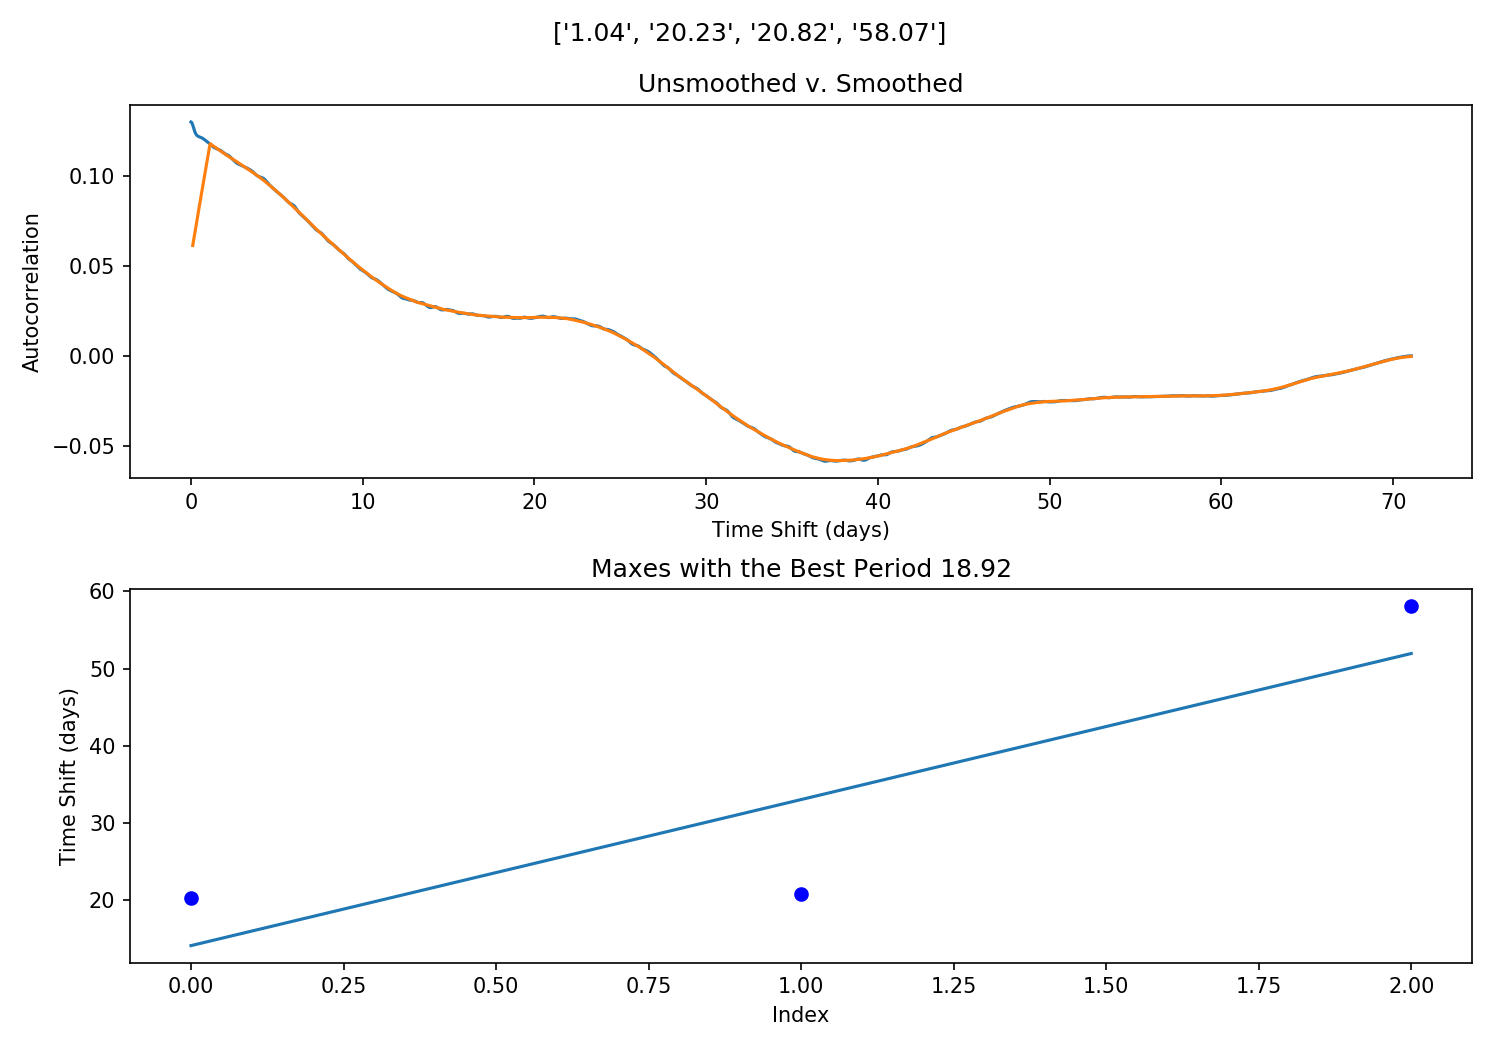 ['1.04', '20.23', '20.82', '58.07']
Unsmoothed v. Smoothed
Autocorrelation
0.10
0.05
0.00
−0.05
0 10 20 30 40 50 60 70
Time Shift (days)
Maxes with the Best Period 18.92
Time Shift (days)
60
50
40
30
20
0.00 0.25 0.50 0.75 1.00 1.25 1.50 1.75 2.00
Index